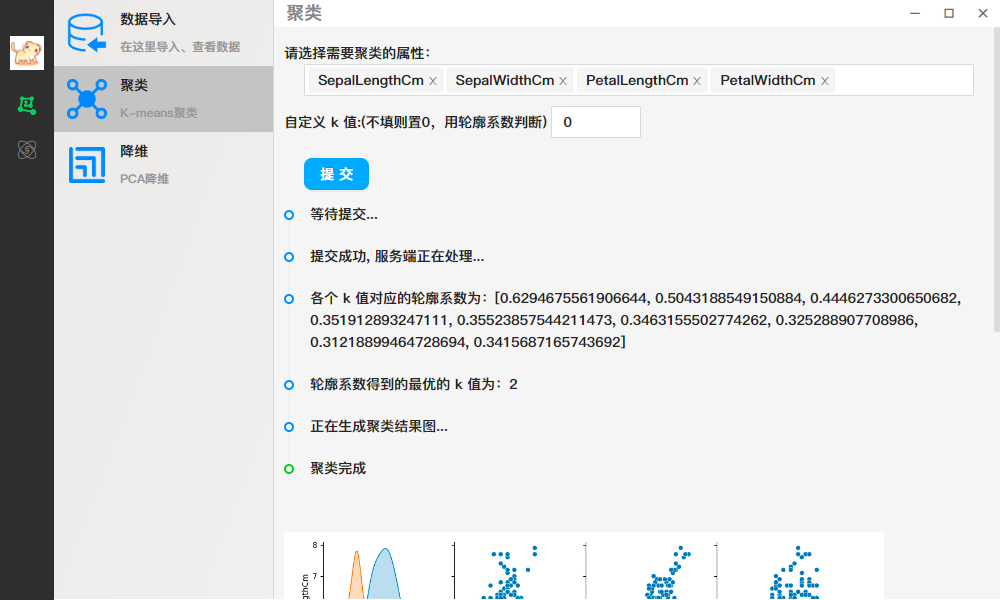 数据导入
在这里导入、查看数据
聚类
K-means聚类
降维
PCA降维
聚类
请选择需要聚类的属性：
SepalLengthCm × SepalWidthCm × PetalLengthCm × PetalWidthCm ×
自定义 k 值:(不填则置0，用轮廓系数判断) 0
提 交
等待提交...
提交成功, 服务端正在处理...
各个 k 值对应的轮廓系数为：[0.6294675561906644, 0.5043188549150884, 0.4446273300650682,
0.351912893247111, 0.35523857544211473, 0.3463155502774262, 0.325288907708986,
0.31218899464728694, 0.3415687165743692]
轮廓系数得到的最优的 k 值为：2
正在生成聚类结果图...
聚类完成
8
7
gthCm